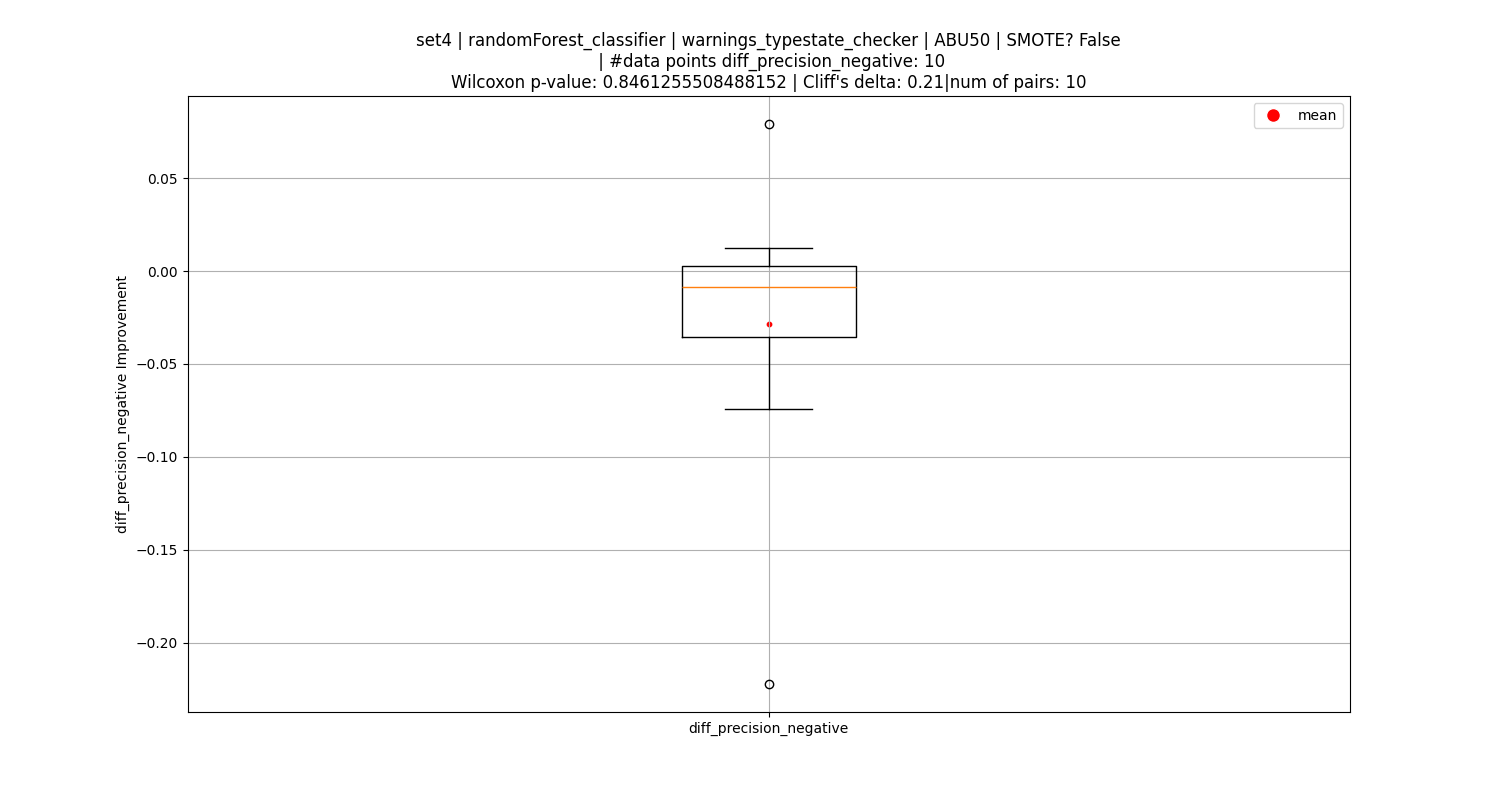 set4 | randomForest_classifier | warnings_typestate_checker | ABU50 | SMOTE? False
| #data points diff_precision_negative: 10
Wilcoxon p-value: 0.8461255508488152 | Cliff's delta: 0.21|num of pairs: 10
mean
0.05
0.00
−0.05
−0.10
−0.15
−0.20
diff_precision_negative Improvement
diff_precision_negative